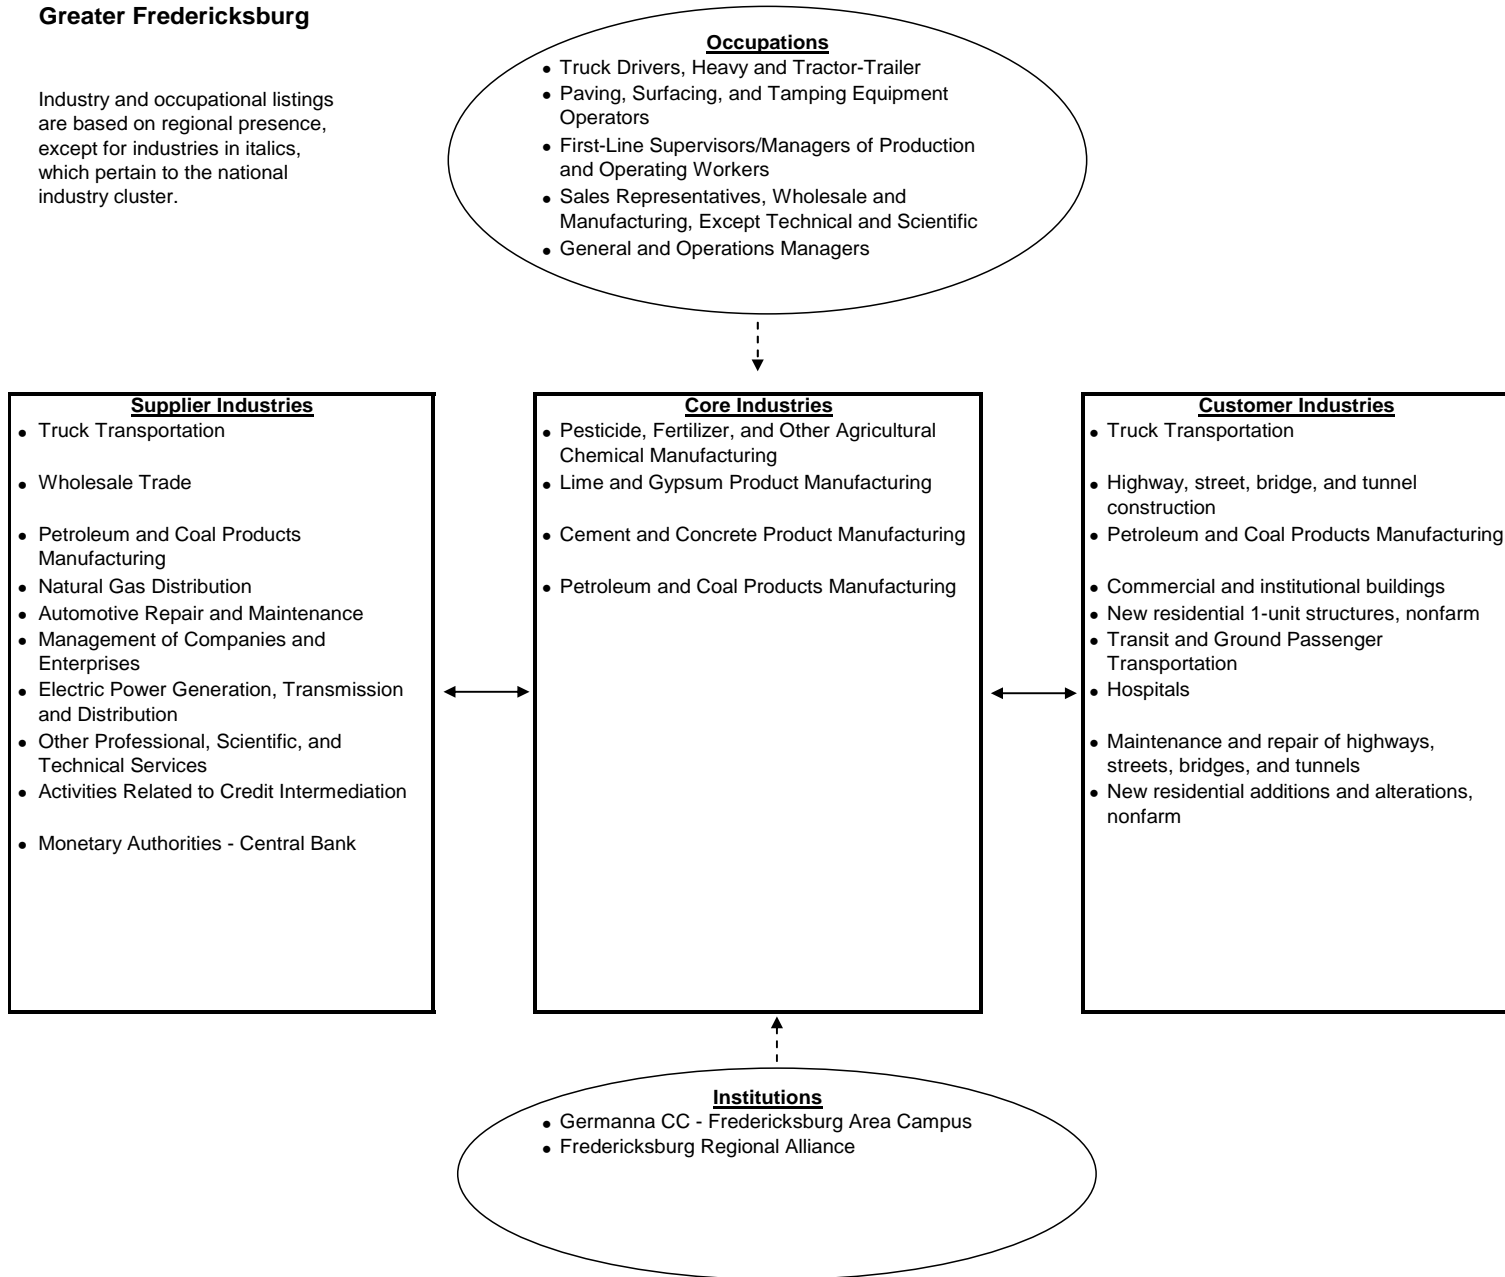 Greater Fredericksburg
Industry and occupational listings
are based on regional presence,
except for industries in italics,
which pertain to the national
industry cluster.
Occupations
• Truck Drivers, Heavy and Tractor-Trailer
• Paving, Surfacing, and Tamping Equipment
Operators
• First-Line Supervisors/Managers of Production
and Operating Workers
• Sales Representatives, Wholesale and
Manufacturing, Except Technical and Scientific
• General and Operations Managers
Supplier Industries
• Truck Transportation
• Wholesale Trade
• Petroleum and Coal Products
Manufacturing
• Natural Gas Distribution
• Automotive Repair and Maintenance
• Management of Companies and
Enterprises
• Electric Power Generation, Transmission
and Distribution
• Other Professional, Scientific, and
Technical Services
• Activities Related to Credit Intermediation
• Monetary Authorities - Central Bank
Core Industries
• Pesticide, Fertilizer, and Other Agricultural
Chemical Manufacturing
• Lime and Gypsum Product Manufacturing
• Cement and Concrete Product Manufacturing
• Petroleum and Coal Products Manufacturing
Customer Industries
• Truck Transportation
• Highway, street, bridge, and tunnel
construction
• Petroleum and Coal Products Manufacturing
• Commercial and institutional buildings
• New residential 1-unit structures, nonfarm
• Transit and Ground Passenger
Transportation
• Hospitals
• Maintenance and repair of highways,
streets, bridges, and tunnels
• New residential additions and alterations,
nonfarm
Institutions
• Germanna CC - Fredericksburg Area Campus
• Fredericksburg Regional Alliance